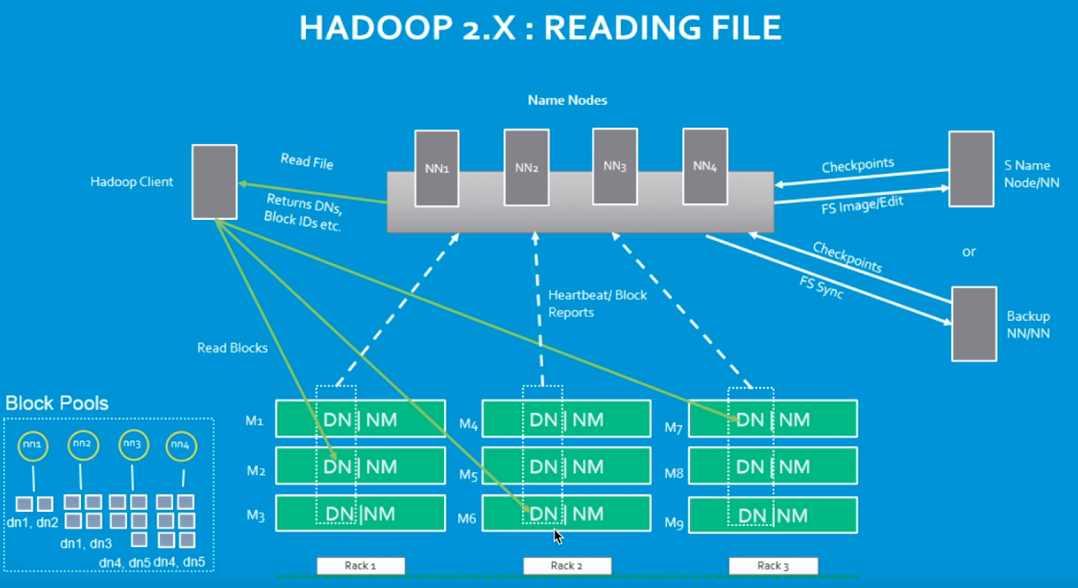 HADOOP 2.X : READING FILE
Name Nodes
NN1
NN2
NN3
NN4
Hadoop Client
Read File
Returns DNs,
Block IDs etc.
Checkpoints
FS Image/Edit
S Name
Node/NN
or
Checkpoints
FS Sync
Backup
NN/NN
Heartbeat/ Block
Reports
Read Blocks
Block Pools
nn1
nn2
nn3
nn4
dn1, dn2
dn1, dn3
dn4, dn5
dn4, dn5
M1
DN | NM
M2
DN | NM
M3
DN |NM
Rack 1
M4
DN | NM
M5
DN | NM
M6
DN | NM
Rack 2
M7
DN | NM
M8
DN | NM
M9
DN |NM
Rack 3